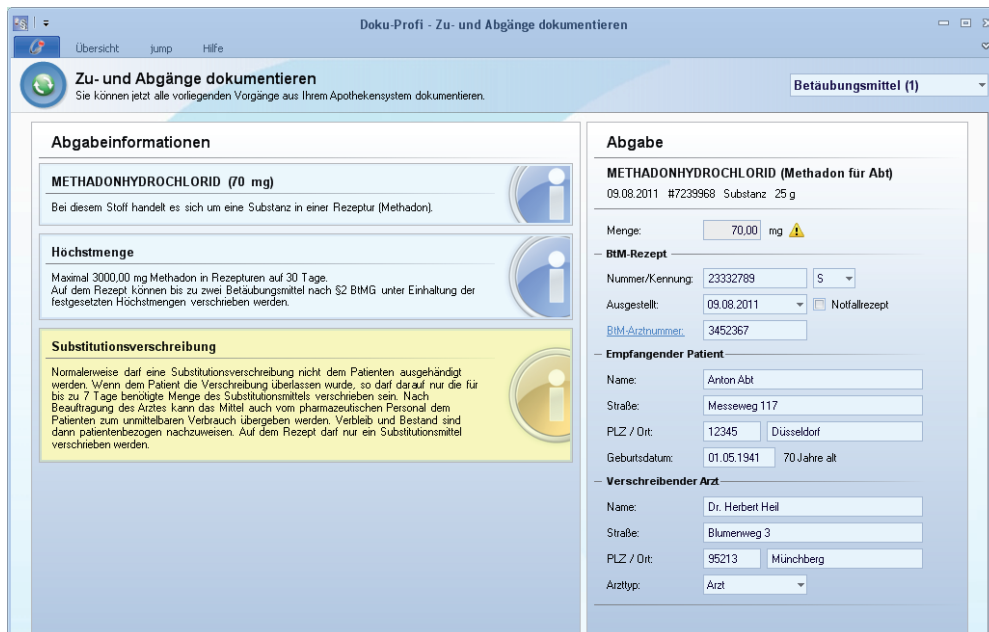 Doku-Profi - Zu- und Abgänge dokumentieren
Übersicht jump Hilfe
Zu- und Abgänge dokumentieren
Sie können jetzt alle vorliegenden Vorgänge aus Ihrem Apothekensystem dokumentieren.
Betäubungsmittel (1)
Abgabeinformationen
METHADONHYDROCHLORID (70 mg)
Bei diesem Stoff handelt es sich um eine Substanz in einer Rezeptur (Methadon).
Höchstmenge
Maximal 3000,00 mg Methadon in Rezepturen auf 30 Tage.
Auf dem Rezept können bis zu zwei Betäubungsmittel nach §2 BtMG unter Einhaltung der
festgesetzten Höchstmengen verschrieben werden.
Substitutionsverschreibung
Normalerweise darf eine Substitutionsverschreibung nicht dem Patienten ausgehändigt
werden. Wenn dem Patient die Verschreibung überlassen wurde, so darf darauf nur die für
bis zu 7 Tage benötigte Menge des Substitutionsmittels verschrieben sein. Nach
Beauftragung des Arztes kann das Mittel auch vom pharmazeutischen Personal dem
Patienten zum unmittelbaren Verbrauch übergeben werden. Verbleib und Bestand sind
dann patientenbezogen nachzuweisen. Auf dem Rezept darf nur ein Substitutionsmittel
verschrieben werden.
Abgabe
METHADONHYDROCHLORID (Methadon für Abt)
09.08.2011 #7239968 Substanz 25 g
Menge: 70,00 mg
BtM-Rezept
Nummer/Kennung: 23332789 S
Ausgestellt: 09.08.2011 Notfallrezept
BtM-Arztnummer: 3452367
Empfangender Patient
Name: Anton Abt
Straße: Messeweg 117
PLZ / Ort: 12345 Düsseldorf
Geburtsdatum: 01.05.1941 70 Jahre alt
Verschreibender Arzt
Name: Dr. Herbert Heil
Straße: Blumenweg 3
PLZ / Ort: 95213 Münchberg
Arzttyp: Arzt